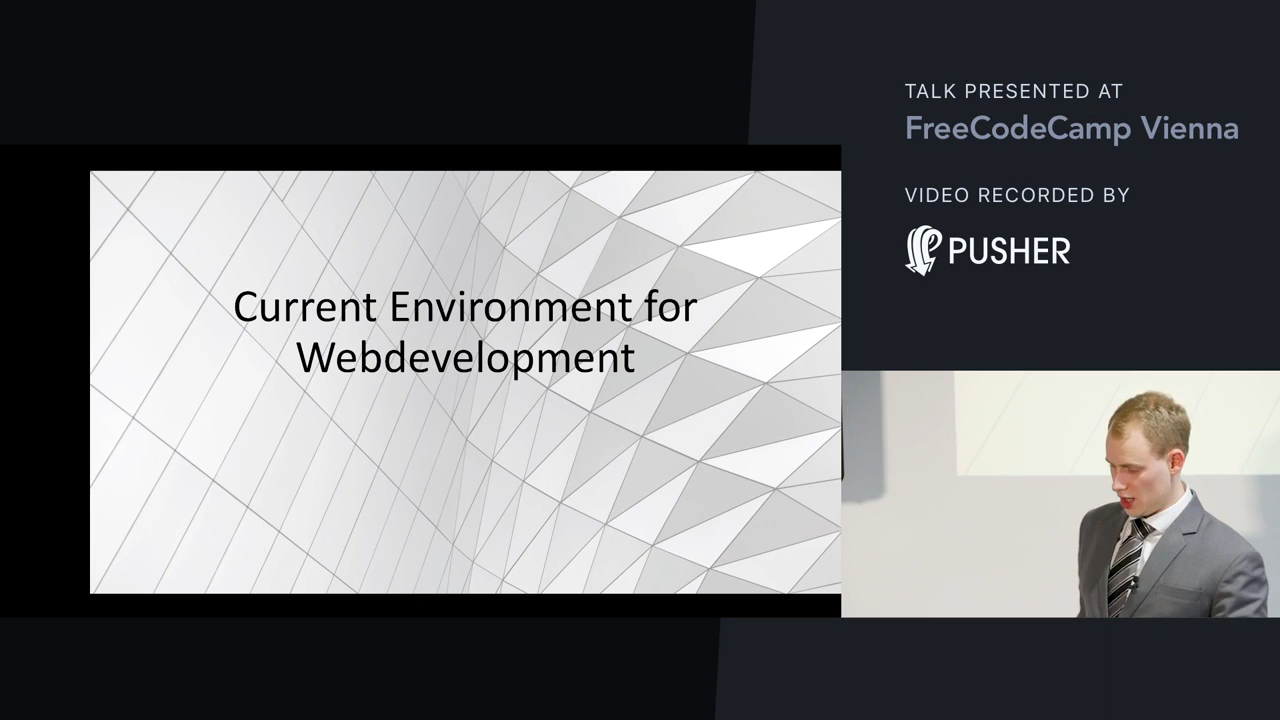 TALK PRESENTED AT
FreeCodeCamp Vienna
VIDEO RECORDED BY
PUSHER
Current Environment for
Webdevelopment